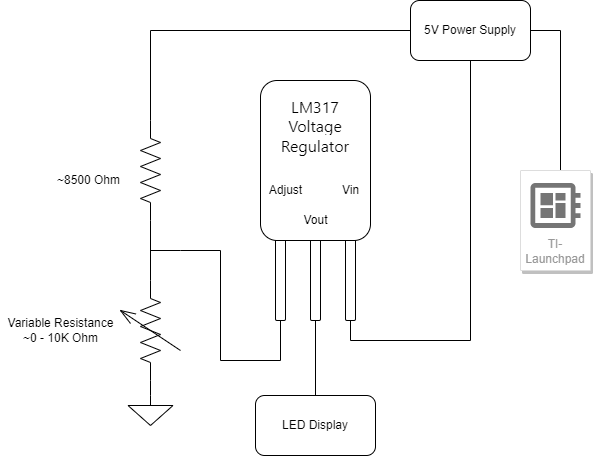 5V Power Supply
LM317
Voltage
Regulator
~8500 Ohm
Adjust
Vin
Vout
TI-
Launchpad
Variable Resistance
~0 - 10K Ohm
LED Display